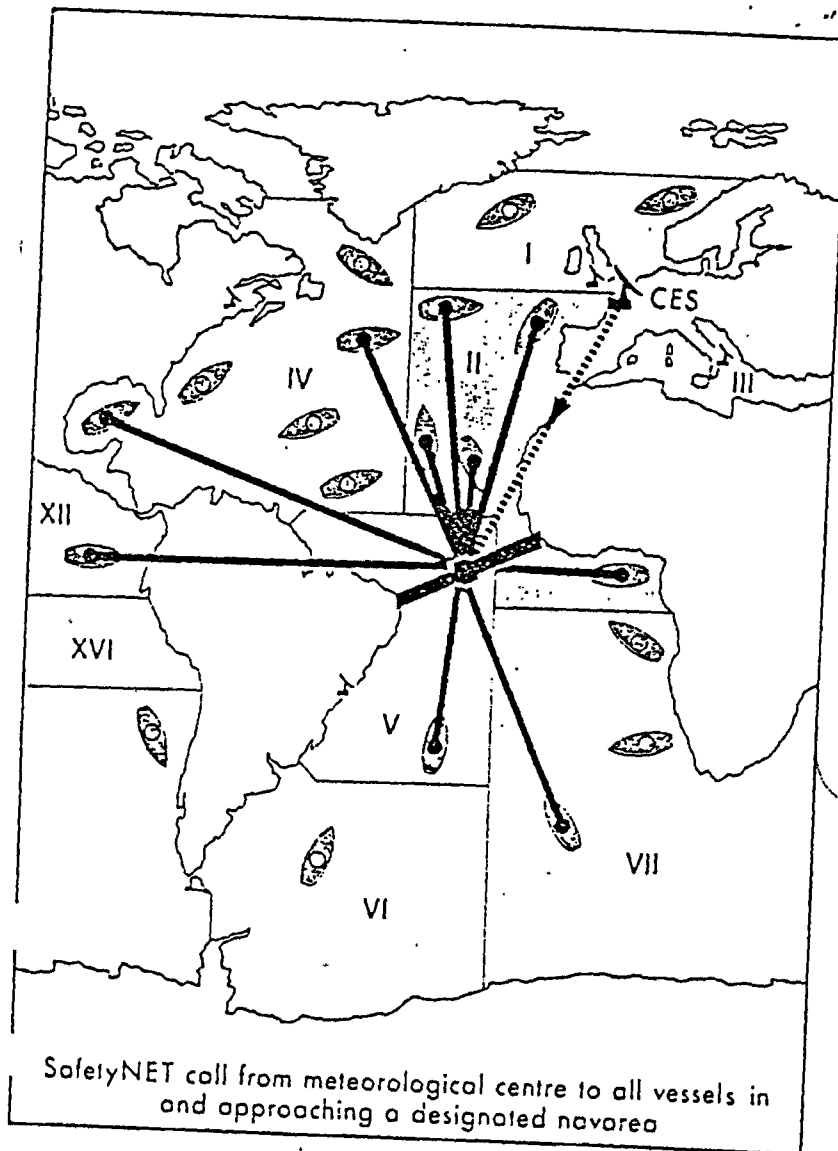 I
CES
II
IV
III
XII
XVI
V
VII
VI
SafetyNET call from meteorological centre to all vessels in
and approaching a designated navarea